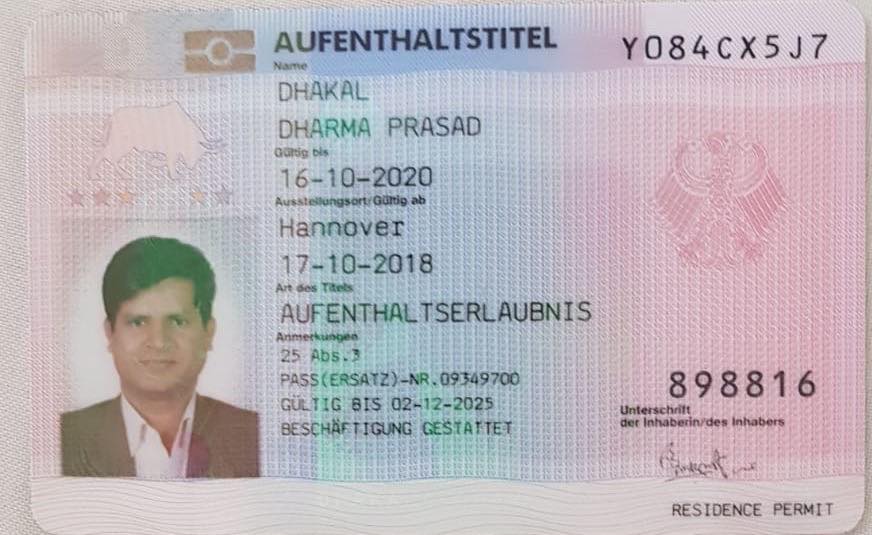 AUFENTHALTSTITEL
Y084CX5J7
Name
DHAKAL
DHARMA PRASAD
Gültig bis
16-10-2020
Ausstellungsort/Gültig ab
Hannover
17-10-2018
Art des Titels
AUFENTHALTSERLAUBNIS
Anmerkungen
25 Abs.3
PASS(ERSATZ)-NR.09349700
GÜLTIG BIS 02-12-2025
BESCHÄFTIGUNG GESTATTET
898816
Unterschrift
der Inhaberin/des Inhabers
RESIDENCE PERMIT